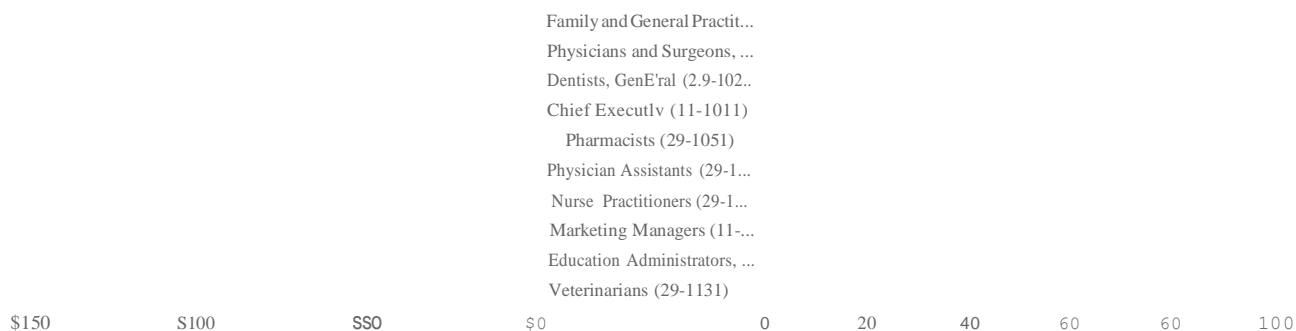 Family and General Practit...
Physicians and Surgeons, ...
Dentists, GenE'ral (2.9-102..
Chief Executlv (11-1011)
Pharmacists (29-1051)
Physician Assistants (29-1...
Nurse Practitioners (29-1...
Marketing Managers (11-...
Education Administrators, ...
Veterinarians (29-1131)
$150 S100 SS0 $0 0 20 40 60 60 100